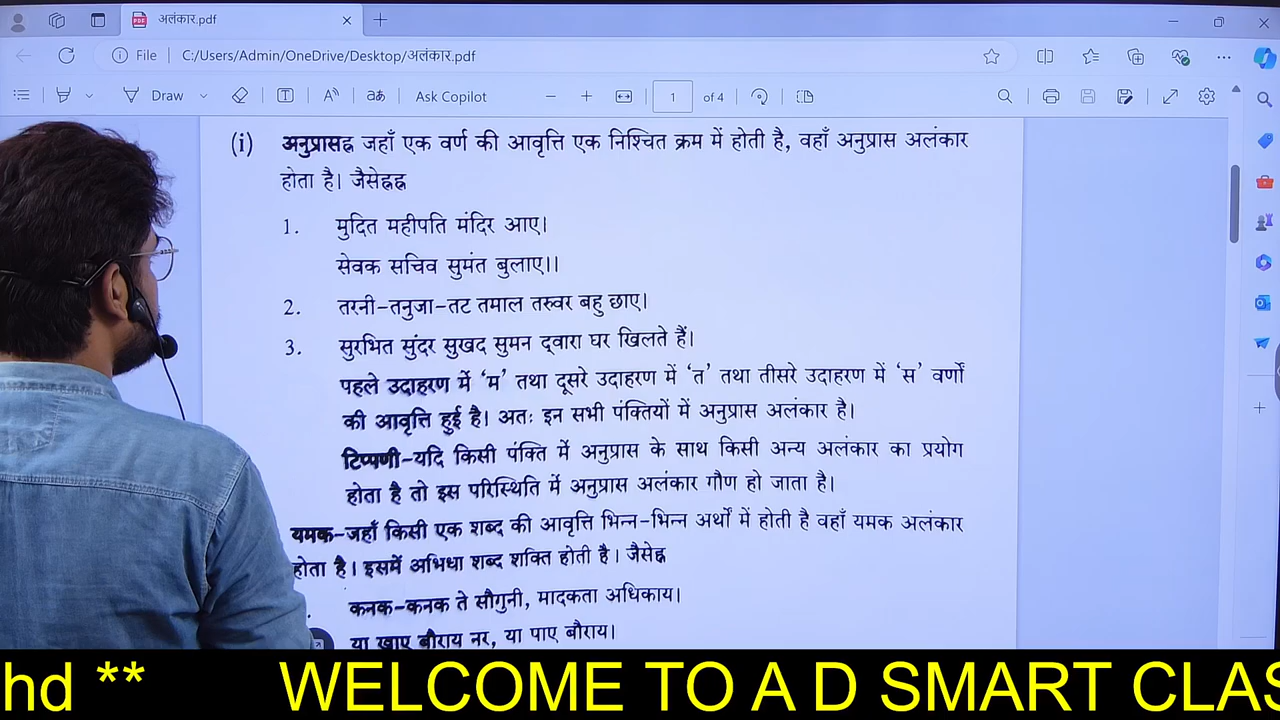 अलंकार.pdf
File C:/Users/Admin/OneDrive/Desktop/अलंकार.pdf
Draw Ask Copilot 1 of 4
(i) अनुप्रासह्न जहाँ एक वर्ण की आवृत्ति एक निश्चित क्रम में होती है, वहाँ अनुप्रास अलंकार
होता है। जैसेह्नह्न
1. मुदित महीपति मंदिर आए।
सेवक सचिव सुमंत बुलाए।।
2. तरनी-तनुजा-तट तमाल तरुवर बहु छाए।
3. सुरभित सुंदर सुखद सुमन द्वारा घर खिलते हैं।
पहले उदाहरण में ‘म’ तथा दूसरे उदाहरण में ‘त’ तथा तीसरे उदाहरण में ‘स’ वर्णों
की आवृत्ति हुई है। अतः इन सभी पंक्तियों में अनुप्रास अलंकार है।
टिप्पणी-यदि किसी पंक्ति में अनुप्रास के साथ किसी अन्य अलंकार का प्रयोग
होता है तो इस परिस्थिति में अनुप्रास अलंकार गौण हो जाता है।
यमक-जहाँ किसी एक शब्द की आवृत्ति भिन्न-भिन्न अर्थों में होती है वहाँ यमक अलंकार
होता है। इसमें अभिधा शब्द शक्ति होती है। जैसेह्न
कनक-कनक ते सौगुनी, मादकता अधिकाय।
या खाए बौराय नर, या पाए बौराय।
hd ** WELCOME TO A D SMART CLAS